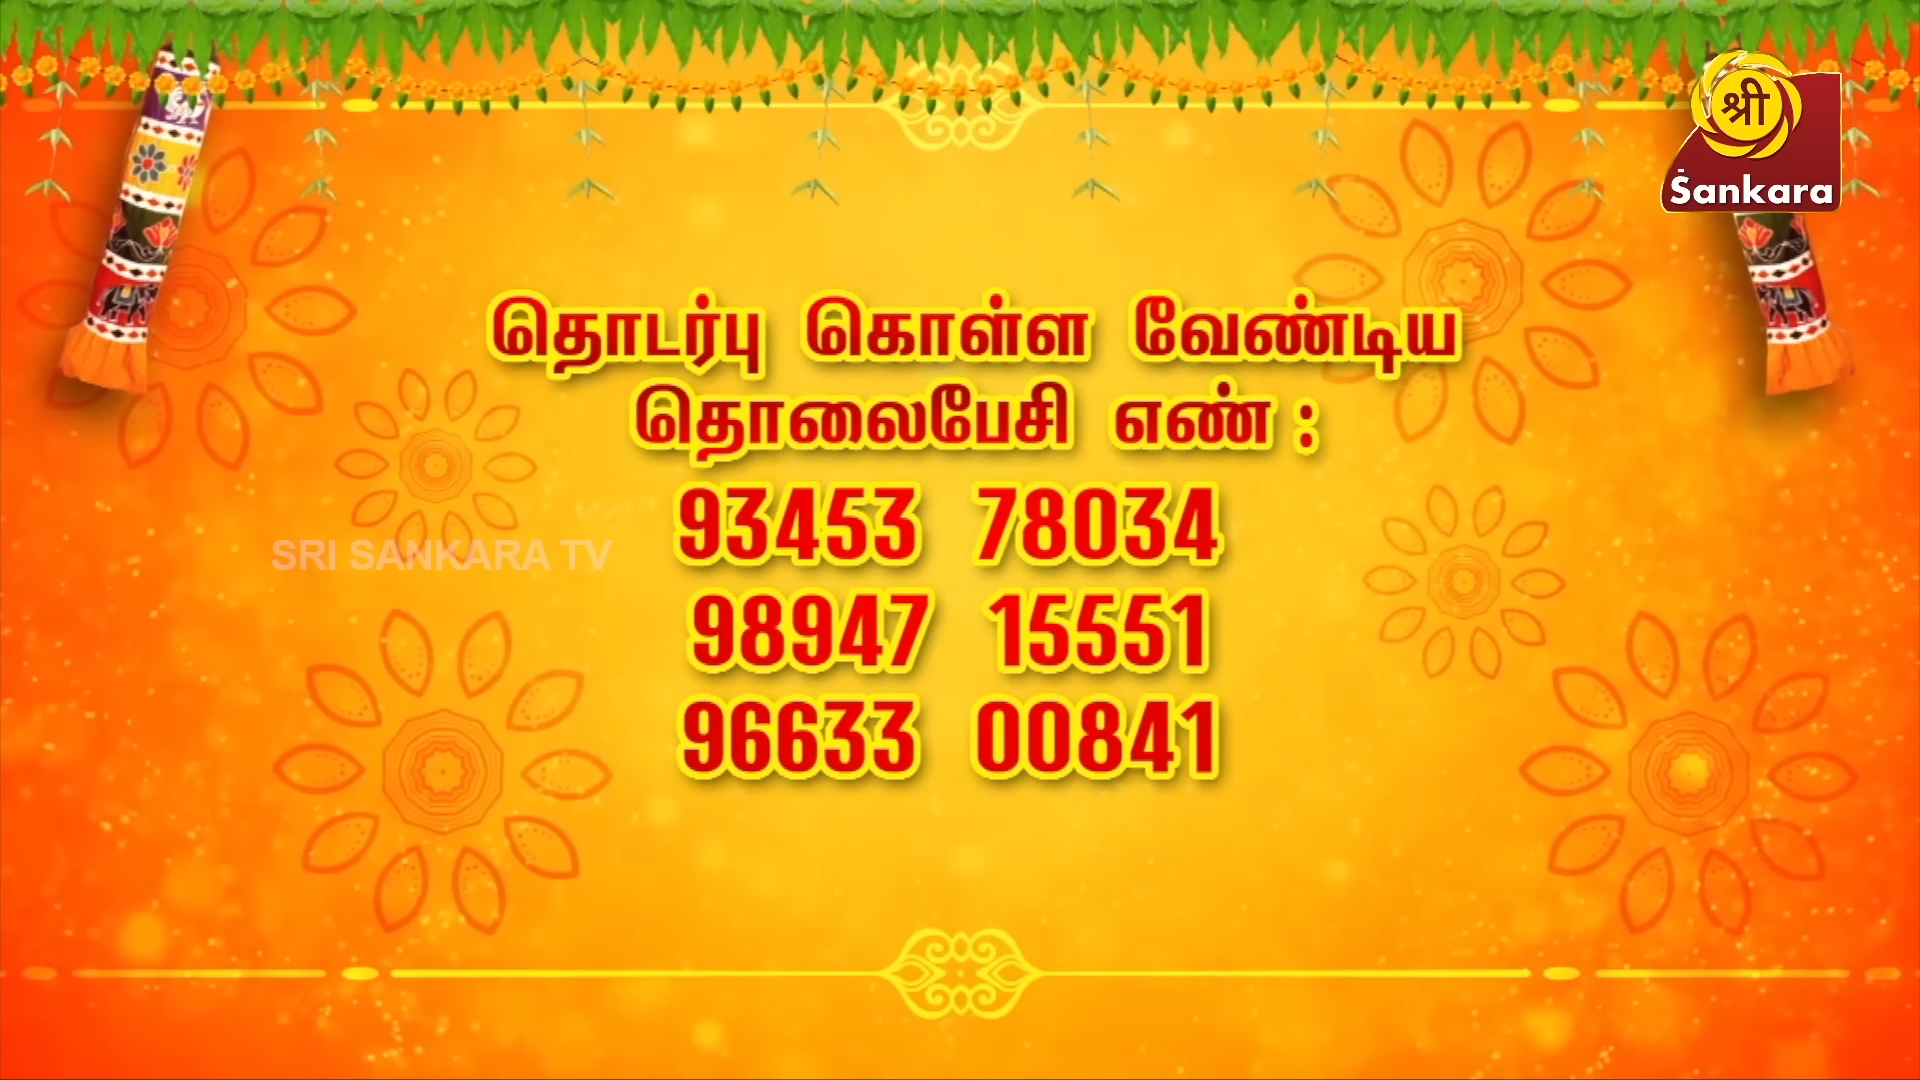 श्री
Sankara
தொடர்பு கொள்ள வேண்டிய
தொலைபேசி எண் :
93453 78034
SRI SANKARA TV
98947 15551
96633 00841